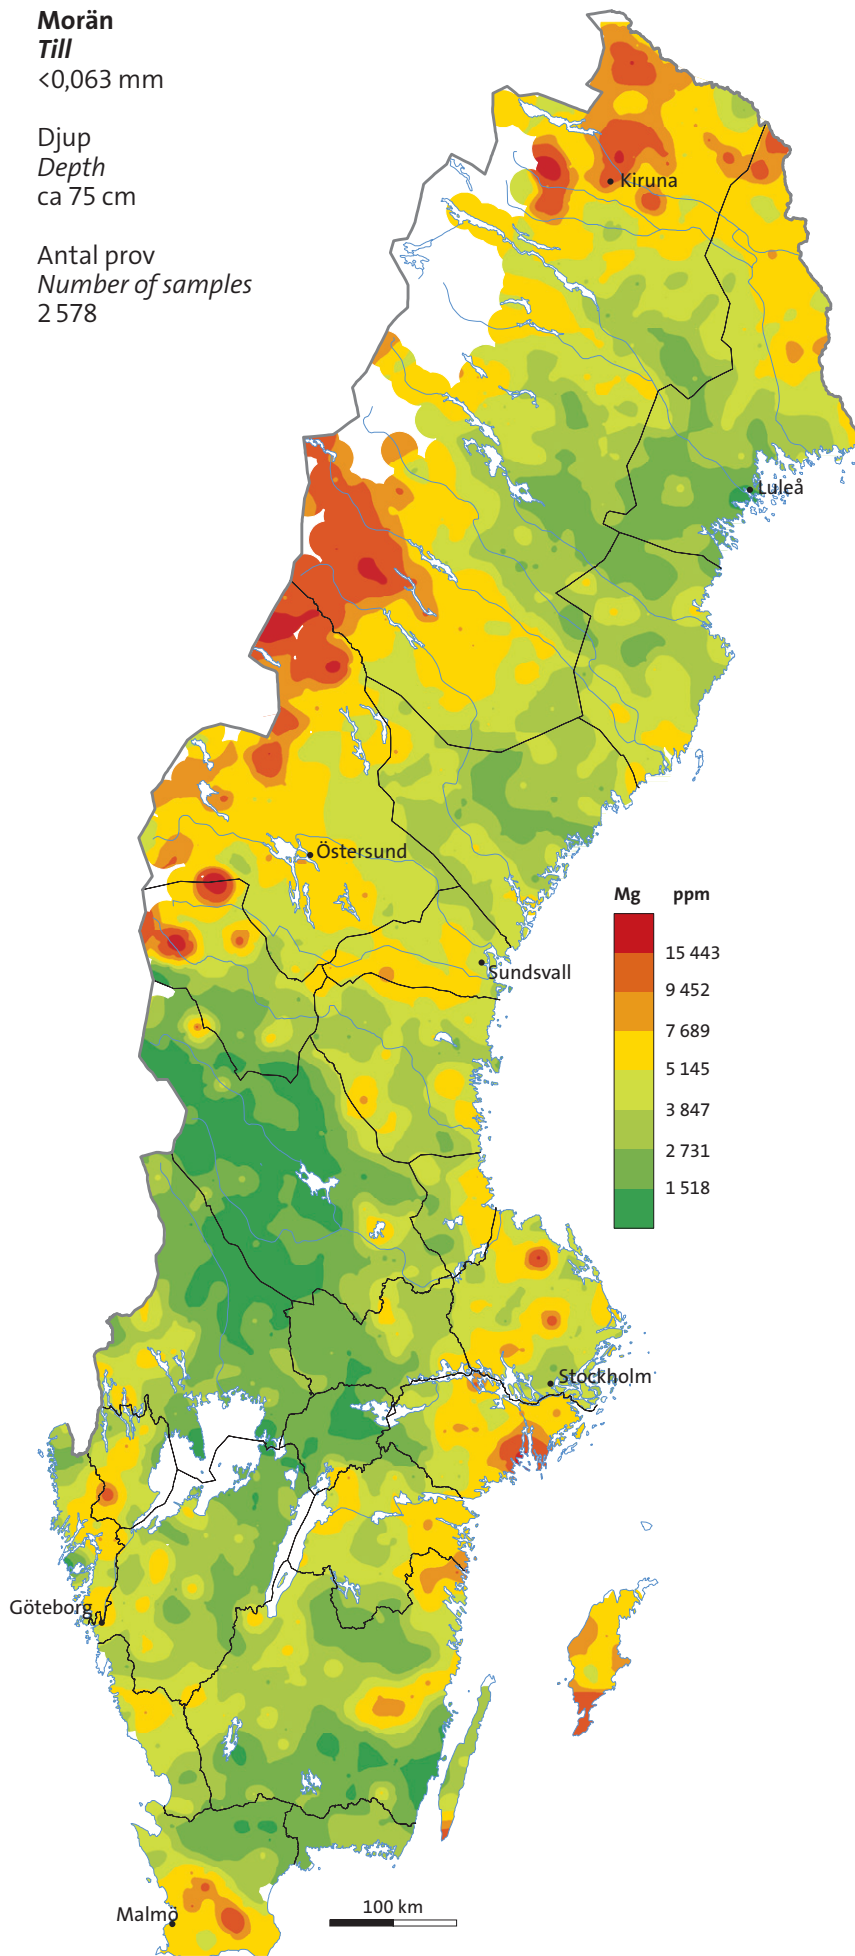 Morän
Till
<0,063 mm
Djup
Depth
ca 75 cm
Antal prov
Number of samples
2 578
Kiruna
Luleå
Östersund
Mg ppm
15 443
9 452
7 689
5 145
3 847
2 731
1 518
Sundsvall
Stockholm
Göteborg
Malmö
100 km